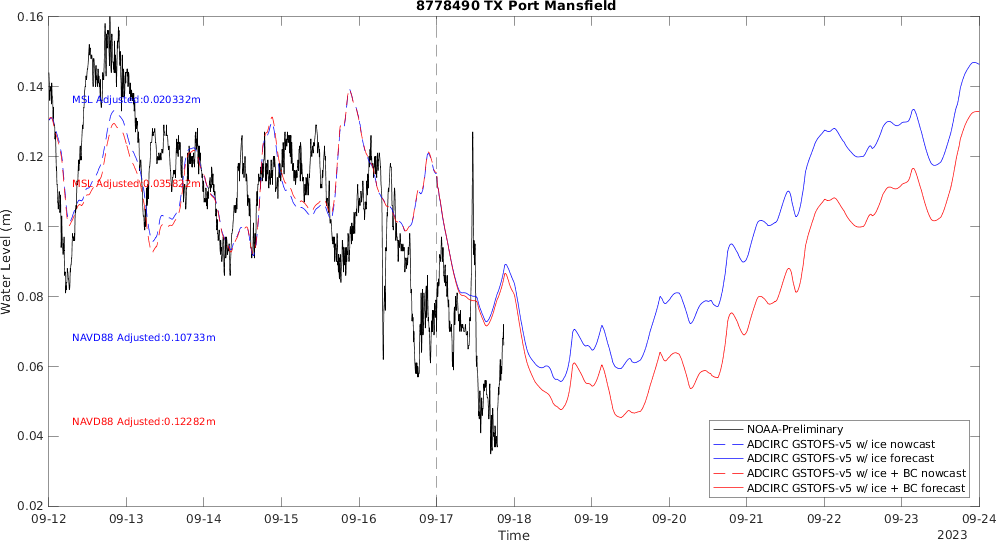 8778490 TX Port Mansfield
Water Level (m)
0.16
0.14
0.12
0.1
0.08
0.06
0.04
0.02
MSL Adjusted:0.020332m
MSL Adjusted:0.035822m
NAVD88 Adjusted:0.10733m
NAVD88 Adjusted:0.12282m
NOAA-Preliminary
ADCIRC GSTOFS-v5 w/ ice nowcast
ADCIRC GSTOFS-v5 w/ ice forecast
ADCIRC GSTOFS-v5 w/ ice + BC nowcast
ADCIRC GSTOFS-v5 w/ ice + BC forecast
09-12 09-13 09-14 09-15 09-16 09-17 09-18 09-19 09-20 09-21 09-22 09-23 09-24
Time
2023